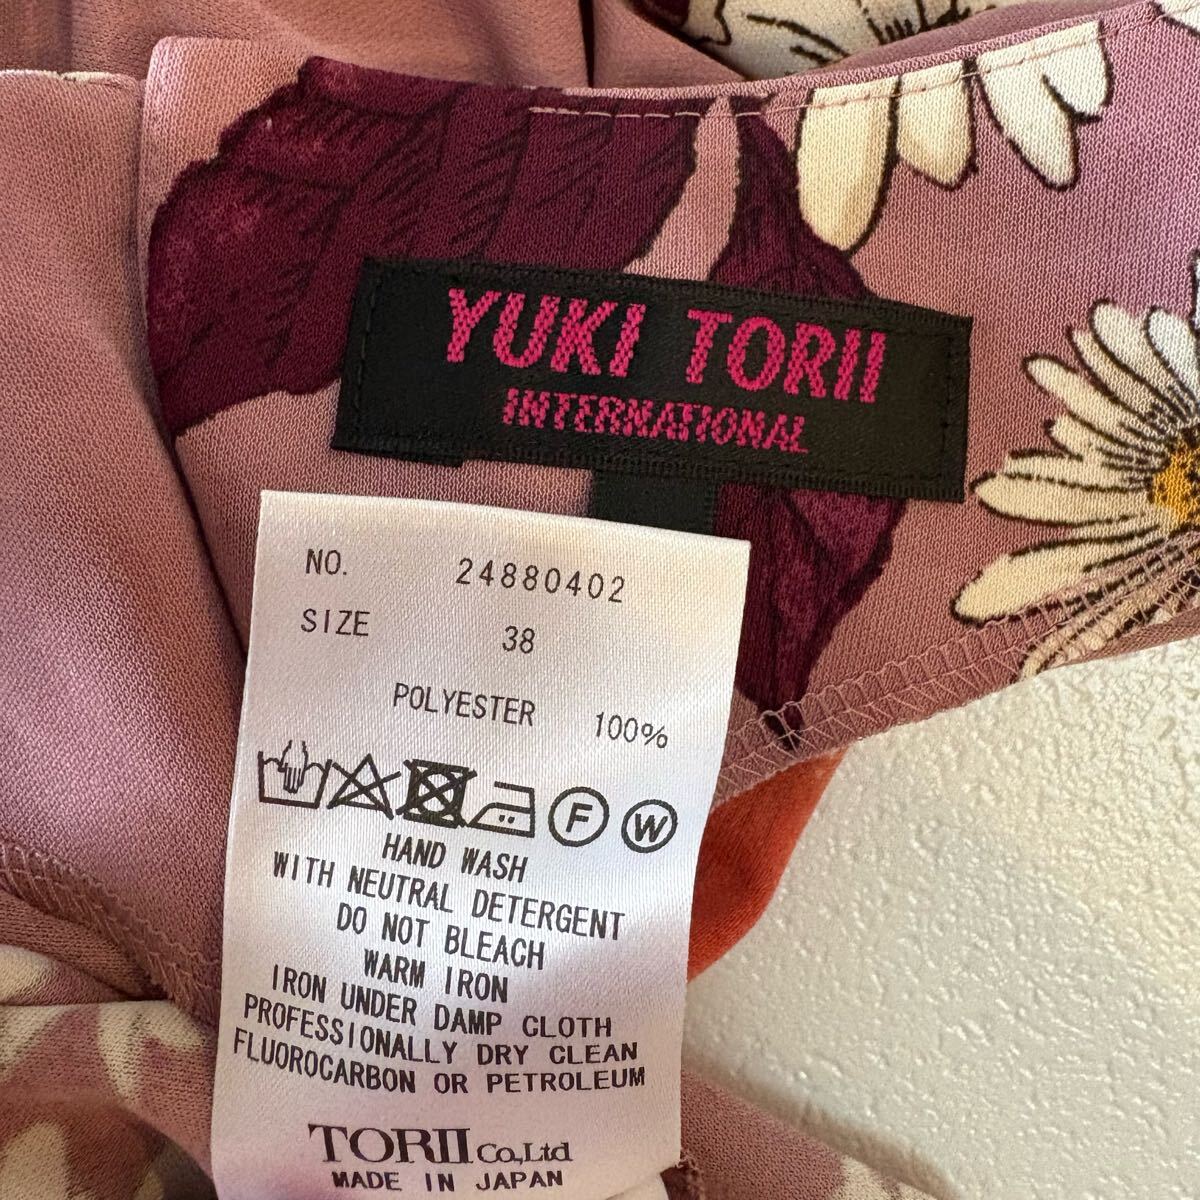 YUKI TORII
INTERNATIONAL
NO. 24880402
SIZE 38
POLYESTER 100%
F W
HAND WASH
WITH NEUTRAL DETERGENT
DO NOT BLEACH
WARM IRON
IRON UNDER DAMP CLOTH
PROFESSIONALLY DRY CLEAN
FLUOROCARBON OR PETROLEUM
TORII Co,Ltd
MADE IN JAPAN